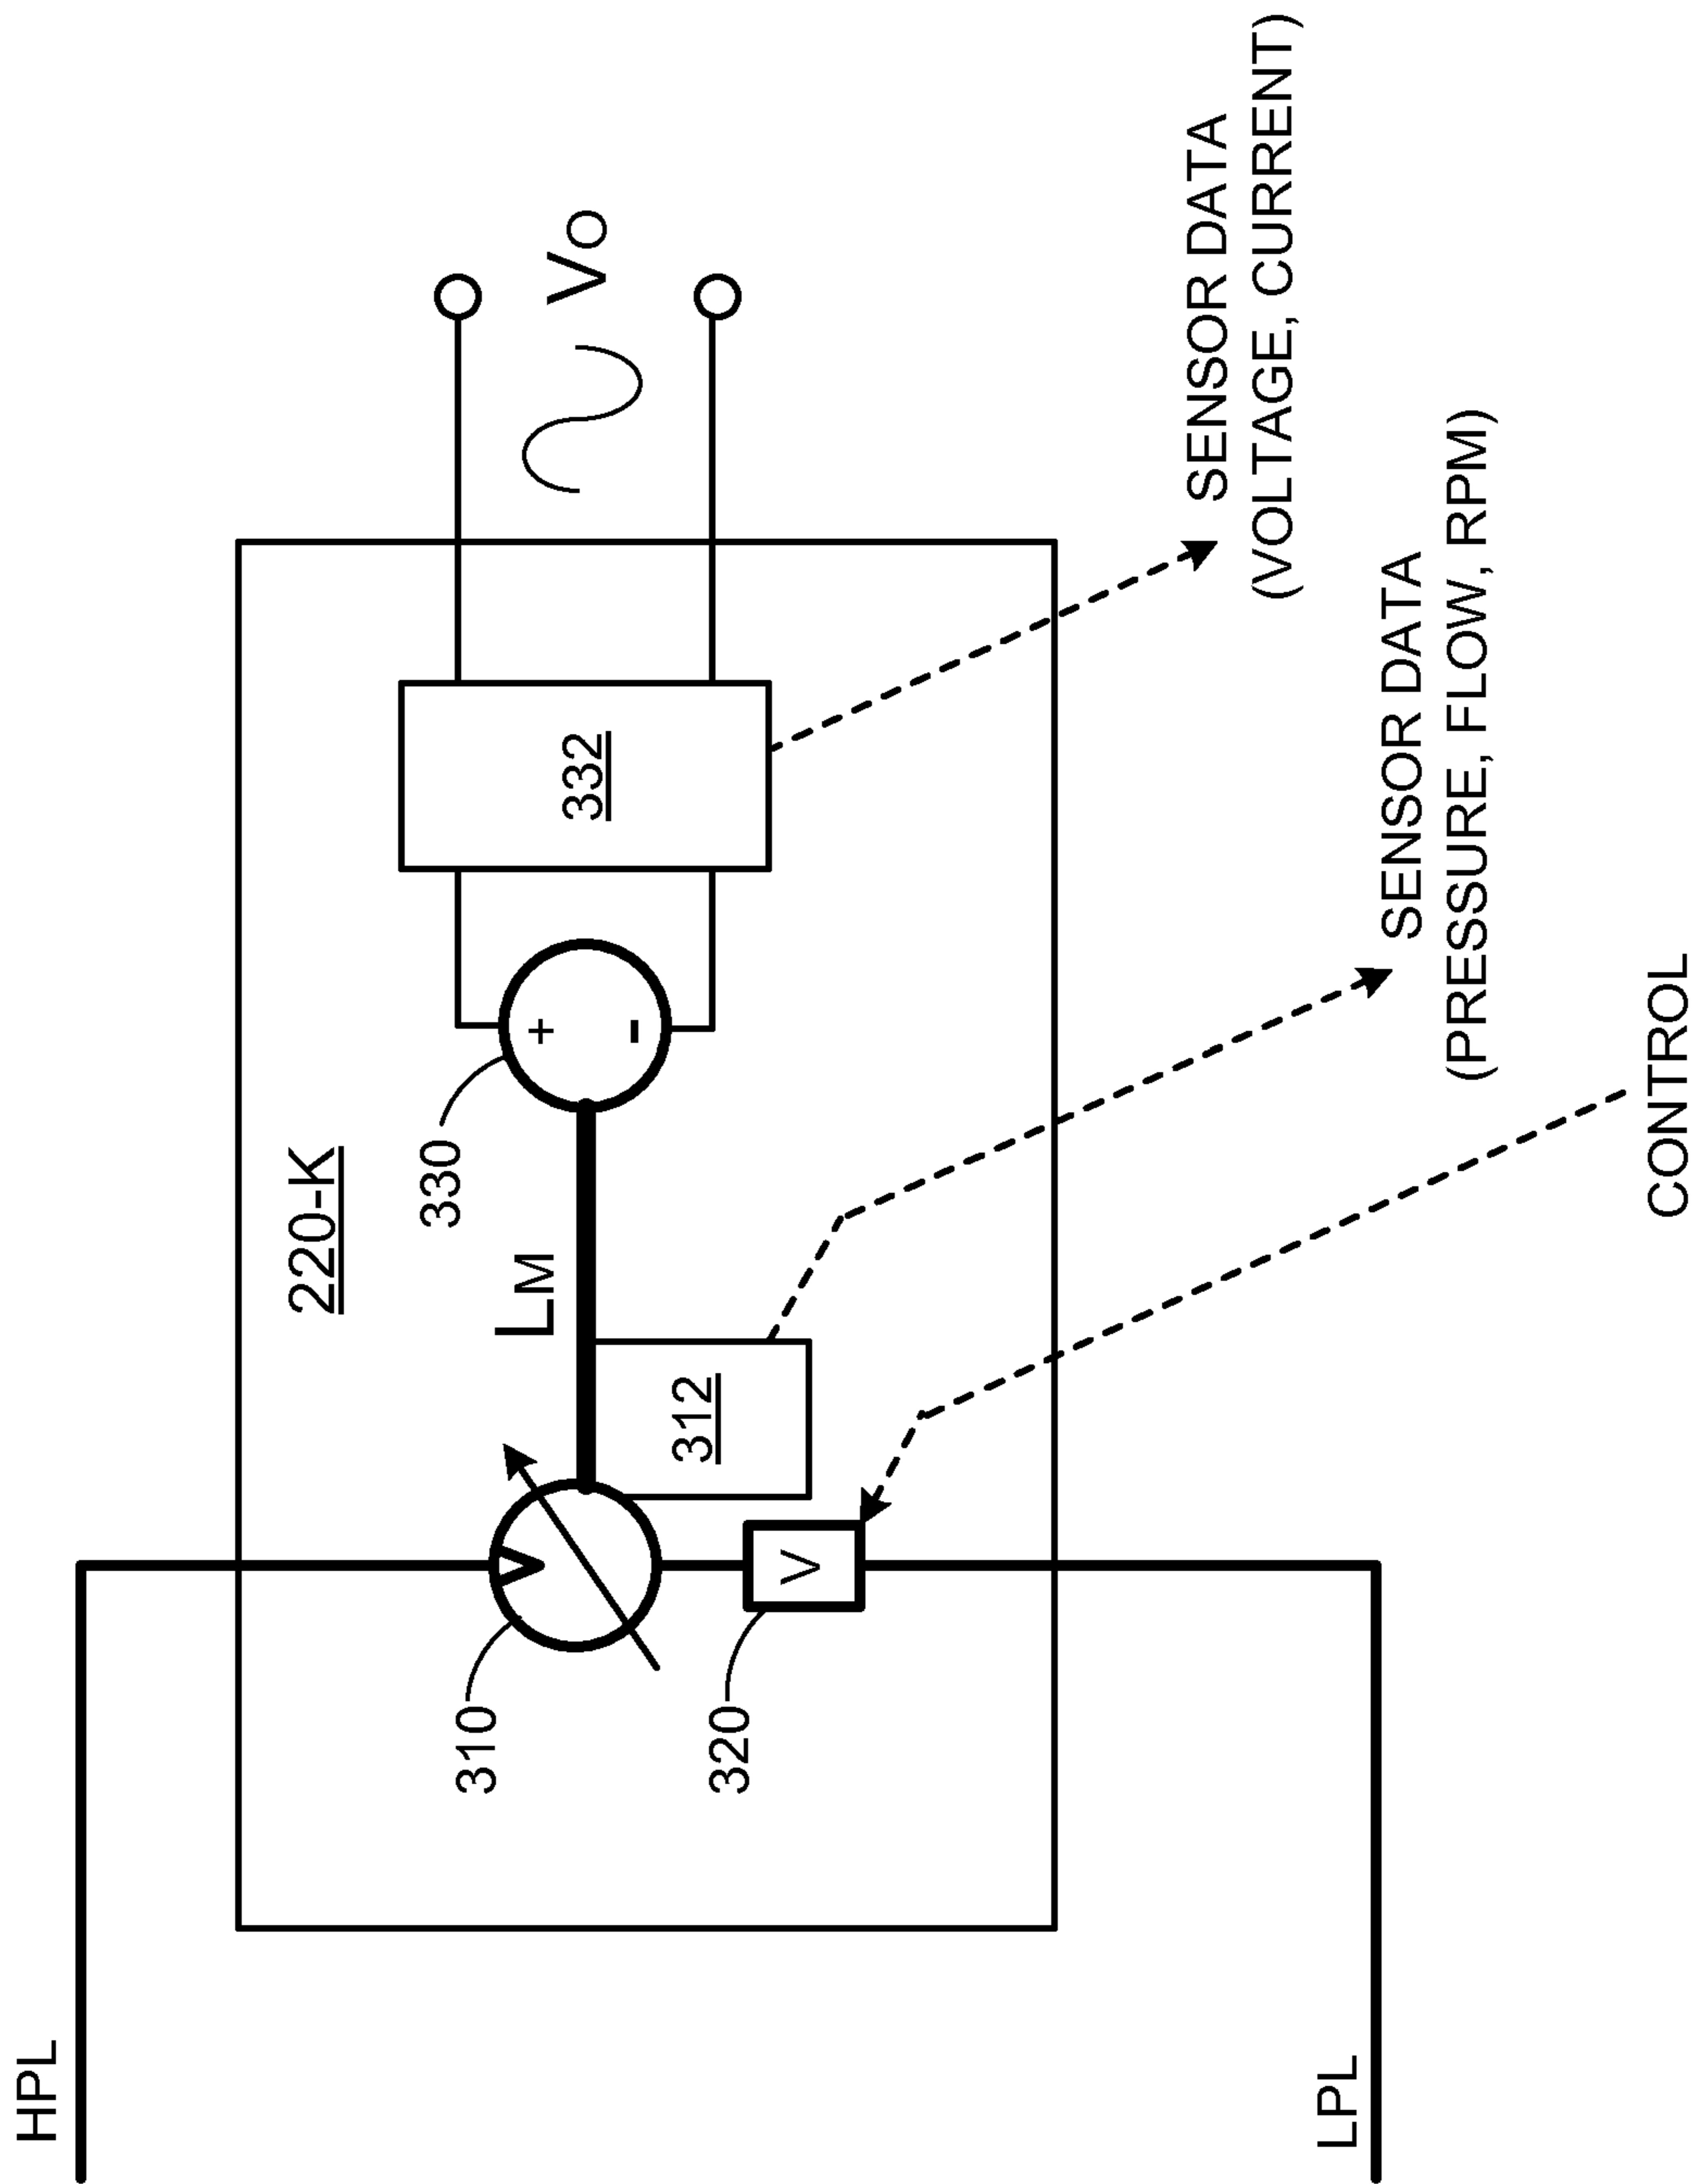 HPL
220-K
310
LM
330
+
-
332
Vo
312
320
V
LPL
SENSOR DATA
(VOLTAGE, CURRENT)
SENSOR DATA
(PRESSURE, FLOW, RPM)
CONTROL